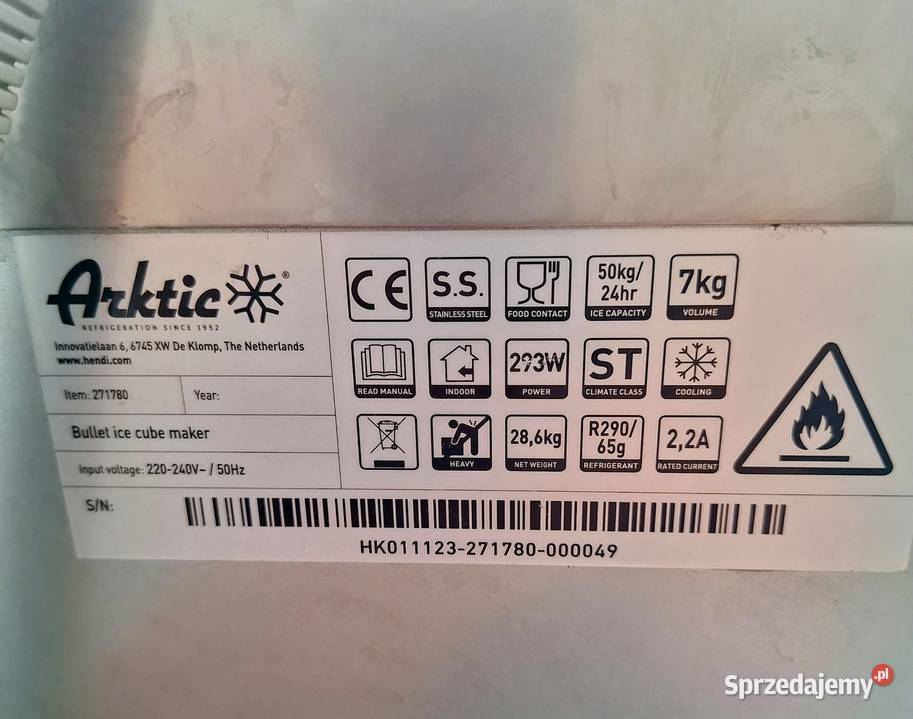 Arktic®
REFRIGERATION SINCE 1952
Innovatielaan 6, 6745 XW De Klomp, The Netherlands
www.hendi.com
Item: 271780
Year:
Bullet ice cube maker
Input voltage: 220-240V~ / 50Hz
CE
S.S.
STAINLESS STEEL
FOOD CONTACT
50kg/
24hr
ICE CAPACITY
7kg
VOLUME
READ MANUAL
INDOOR
293W
POWER
ST
CLIMATE CLASS
COOLING
HEAVY
28,6kg
NET WEIGHT
R290/
65g
REFRIGERANT
2,2A
RATED CURRENT
S/N:
HK011123-271780-000049
Sprzedajemy.pl